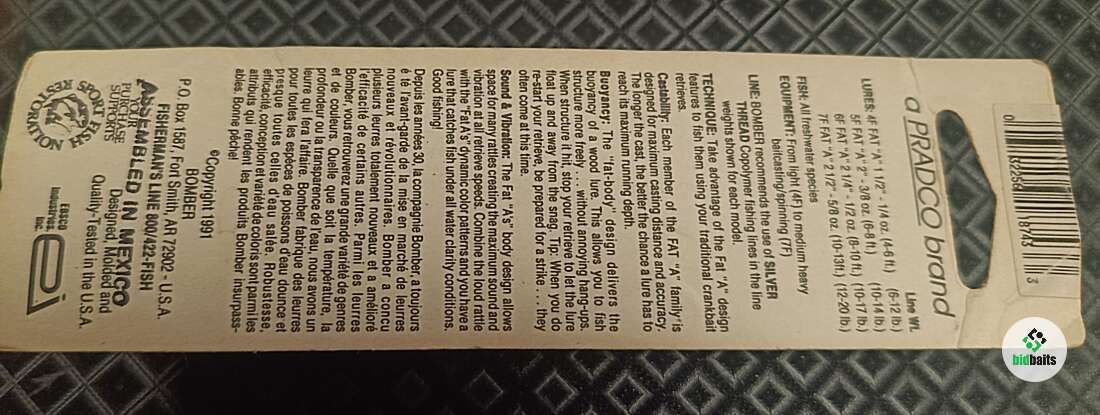 0 32256 18743 3
a PRADCO brand
Line Wt.
LURES: 4F FAT "A" 1 1/2" - 1/4 oz. (4-6 ft.) (6-12 lb.)
5F FAT "A" 2" - 3/8 oz. (6-8 ft.) (10-14 lb.)
6F FAT "A" 2 1/4" - 1/2 oz. (8-10 ft.) (10-17 lb.)
7F FAT "A" 2 1/2" - 5/8 oz. (10-13ft.) (12-20 lb.)
FISH: All freshwater species
EQUIPMENT: From light (4F) to medium heavy
baitcasting/spinning (7F)
LINE: BOMBER recommends the use of SILVER
THREAD Copolymer fishing lines in the line
weights shown for each model.
TECHNIQUE: Take advantage of the Fat "A" design
features to fish them using your traditional crankbait
retrieves.
Castability: Each member of the FAT "A" family is
designed for maximum casting distance and accuracy.
The longer the cast, the better the chance a lure has to
reach its maximum running depth.
Buoyancy: The "fat-body" design delivers the
buoyancy of a wood lure. This allows you to fish
structure more freely . . . without annoying hang-ups.
When structure is hit, stop your retrieve to let the lure
float up and away from the snag. Tip: When you do
re-start your retrieve, be prepared for a strike . . . they
often come at this time.
Sound & Vibration: The Fat "A's" body design allows
space for many rattles creating the maximum sound and
vibration at all retrieve speeds. Combine the loud rattle
with the "Fat A's" dynamic color patterns and you have a
lure that catches fish under all water clarity conditions.
Good fishing!
Depuis les années 30, la compagnie Bomber, a toujours
é té l'avant-garde de la mise en marché de leurres
nouveaux et révolutionnaires. Bomber a concu
plusieurs leurres totalement nouveaux et a amélioré
l'efficacité de certains autres. Parmi les leurres
Bomber, vous retrouverez une grande varieté de genres
et de couleurs. Quelle que soit la température, la
profondeur ou la transparence de l'eau, nous avons un
leurre qui fera l'affaire. Bomber fabrique des leurres
pour toutes les espèces de poissons d'eau dounce et
presque toutes celles d'eau salée. Robustesse,
efficacité, conception et varieté de coloris sont parmi les
attributs qui rendent les produits Bomber insurpass-
ables. Bonne pêche!
©Copyright 1991
BOMBER
P.O. Box 1587, Fort Smith, AR 72902 - U.S.A.
FISHERMAN'S LINE 800/422-FISH
ASSEMBLED IN MEXICO
YOUR
PURCHASE
SUPPORTS
SPORT FISH
RESTORATION
Designed, Molded and
Quality-Tested in the U.S.A.
EBSCO
INDUSTRIES,
INC.
ei
bidbaits